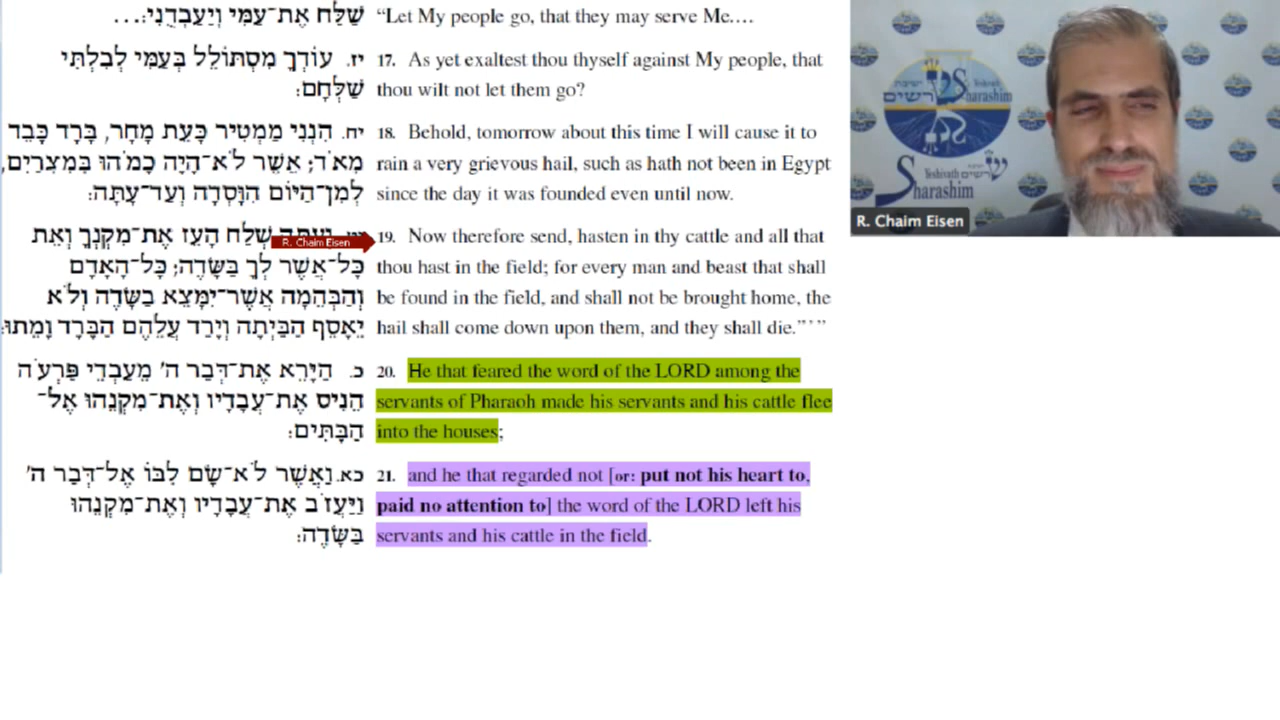 שַׁלַּח אֶת־עַמִּי וְיַעַבְדֻנִי:...
יז. עוֹדְךָ מִסְתּוֹלֵל בְּעַמִּי לְבִלְתִּי
שַׁלְּחָם:
יח. הִנְנִי מַמְטִיר כָּעֵת מָחָר, בָּרָד כָּבֵד
מְאֹד; אֲשֶׁר לֹא־הָיָה כָמֹהוּ בְּמִצְרַיִם,
לְמִן־הַיּוֹם הִוָּסְדָה וְעַד־עָתָּה:
שְׁלַח הָעֵז אֶת־מִקְנְךָ וְאֵת
כָּל־אֲשֶׁר לְךָ בַּשָּׂדֶה; כָּל־הָאָדָם
וְהַבְּהֵמָה אֲשֶׁר־יִמָּצֵא בַשָּׂדֶה וְלֹא
יֵאָסֵף הַבַּיְתָה וְיָרַד עֲלֵהֶם הַבָּרָד וָמֵתוּ
כ. הַיָּרֵא אֶת־דְּבַר ה' מֵעַבְדֵי פַּרְעֹה
הֵנִיס אֶת־עֲבָדָיו וְאֶת־מִקְנֵהוּ אֶל־
הַבָּתִּים:
כא. וַאֲשֶׁר לֹא־שָׂם לִבּוֹ אֶל־דְּבַר ה'
וַיַּעֲזֹב אֶת־עֲבָדָיו וְאֶת־מִקְנֵהוּ
בַּשָּׂדֶה:
“Let My people go, that they may serve Me....
17. As yet exaltest thou thyself against My people, that
thou wilt not let them go?
18. Behold, tomorrow about this time I will cause it to
rain a very grievous hail, such as hath not been in Egypt
since the day it was founded even until now.
R. Chaim Eisen
19. Now therefore send, hasten in thy cattle and all that
thou hast in the field; for every man and beast that shall
be found in the field, and shall not be brought home, the
hail shall come down upon them, and they shall die.”’”
20. He that feared the word of the LORD among the
servants of Pharaoh made his servants and his cattle flee
into the houses;
21. and he that regarded not [or: put not his heart to,
paid no attention to] the word of the LORD left his
servants and his cattle in the field.
ישיבת
שרשים
Yeshivath
Sharashim
Yeshivath
Sharashim
R. Chaim Eisen